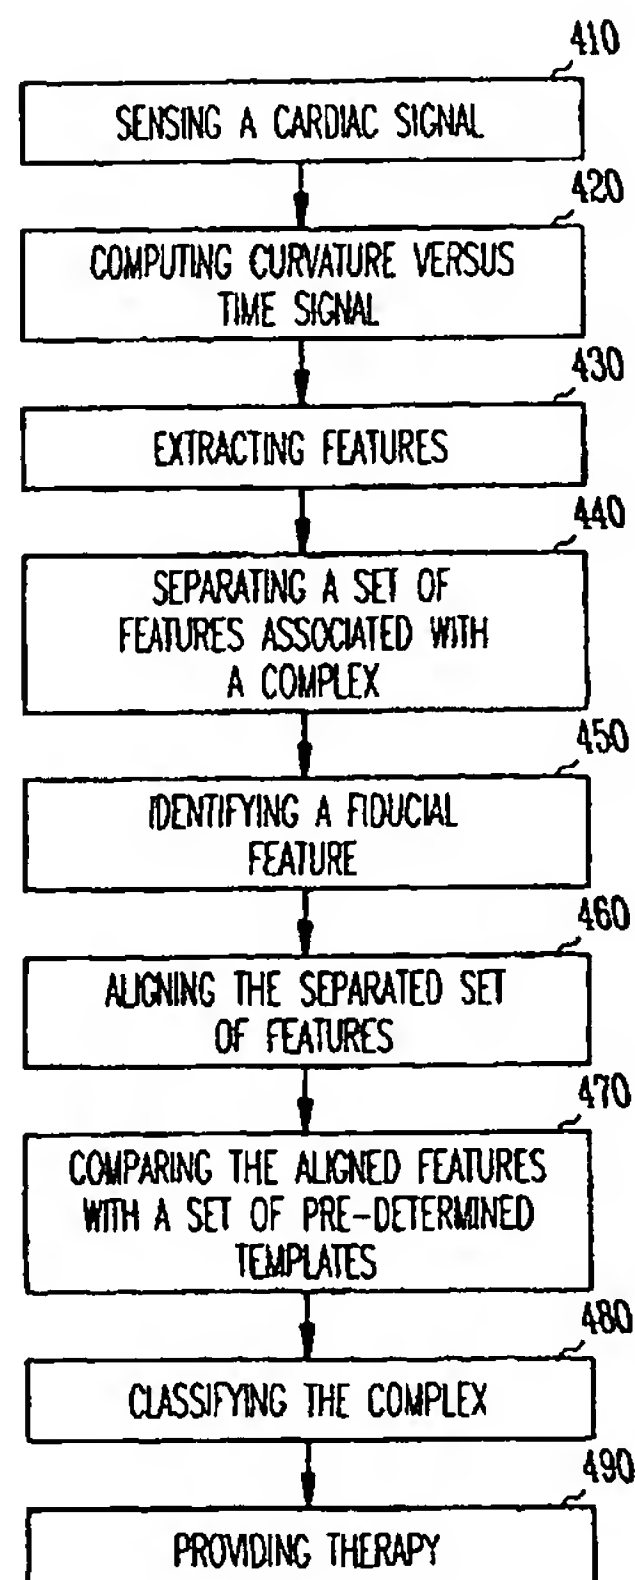 410
SENSING A CARDIAC SIGNAL
420
COMPUTING CURVATURE VERSUS
TIME SIGNAL
430
EXTRACTING FEATURES
440
SEPARATING A SET OF
FEATURES ASSOCIATED WITH
A COMPLEX
450
IDENTIFYING A FIDUCIAL
FEATURE
460
ALIGNING THE SEPARATED SET
OF FEATURES
470
COMPARING THE ALIGNED FEATURES
WITH A SET OF PRE-DETERMINED
TEMPLATES
480
CLASSIFYING THE COMPLEX
490
PROVIDING THERAPY